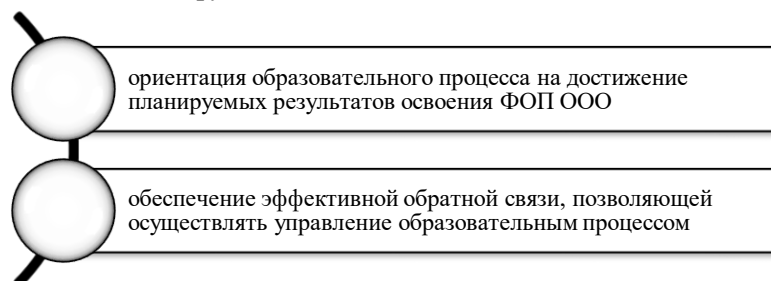 ориентация образовательного процесса на достижение
планируемых результатов освоения ФОП ООО
обеспечение эффективной обратной связи, позволяющей
осуществлять управление образовательным процессом